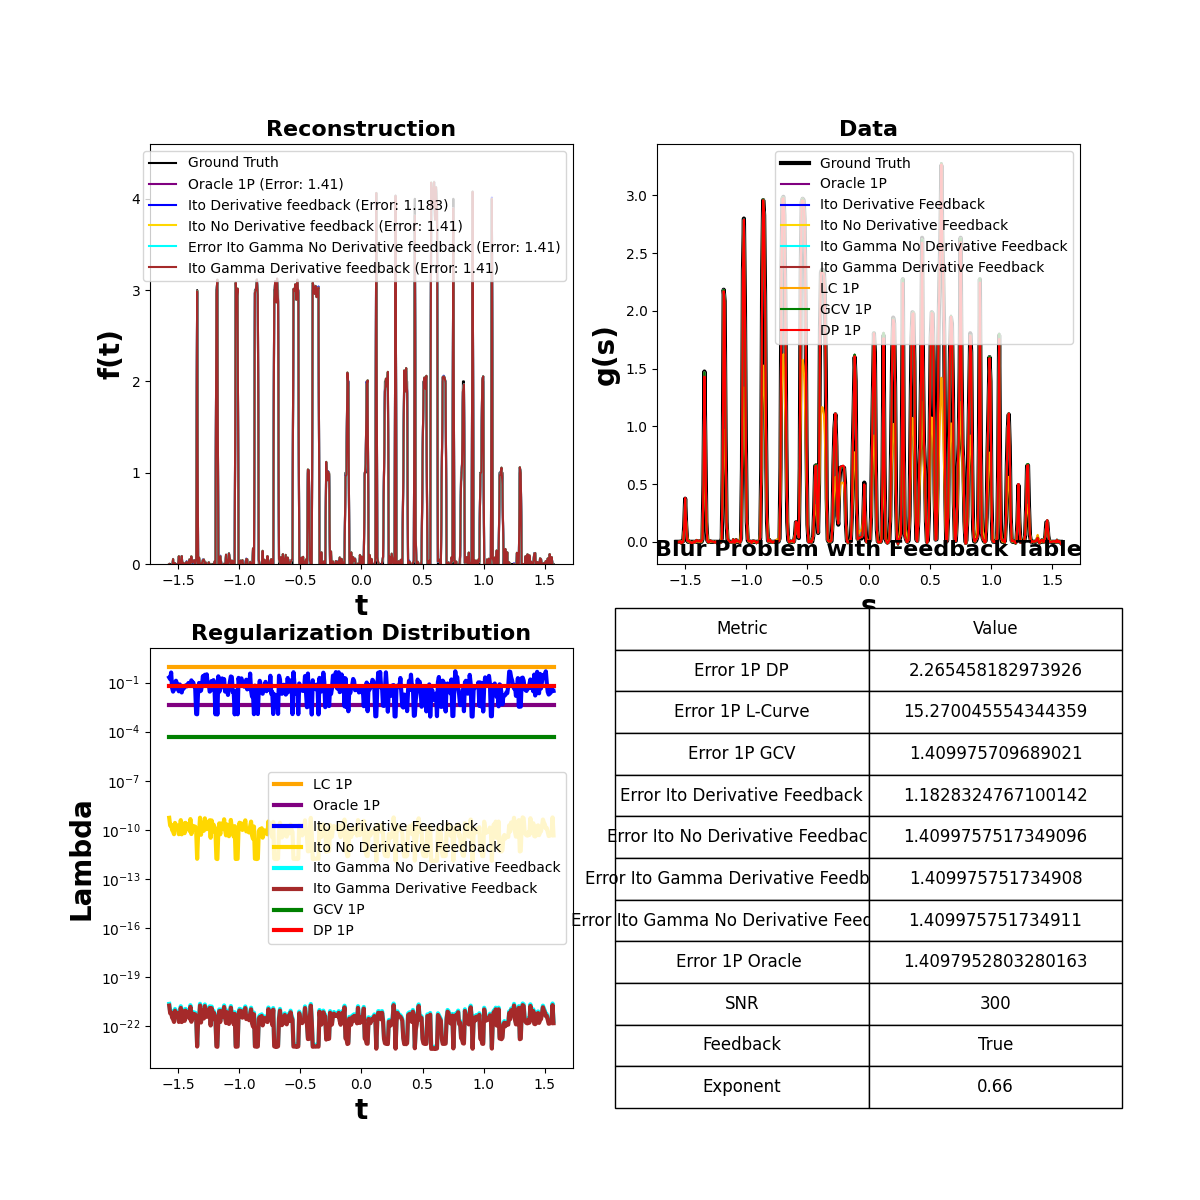 Reconstruction
Ground Truth
Oracle 1P (Error: 1.41)
Ito Derivative feedback (Error: 1.183)
Ito No Derivative feedback (Error: 1.41)
Error Ito Gamma No Derivative feedback (Error: 1.41)
Ito Gamma Derivative feedback (Error: 1.41)
f(t)
4
3
2
1
0
−1.5 −1.0 −0.5 0.0 0.5 1.0 1.5
t
Data
Ground Truth
Oracle 1P
Ito Derivative Feedback
Ito No Derivative Feedback
Ito Gamma No Derivative Feedback
Ito Gamma Derivative Feedback
LC 1P
GCV 1P
DP 1P
g(s)
3.0
2.5
2.0
1.5
1.0
0.5
0.0
−1.5 −1.0 −0.5 0.0 0.5 1.0 1.5
s
Regularization Distribution
LC 1P
Oracle 1P
Ito Derivative Feedback
Ito No Derivative Feedback
Ito Gamma No Derivative Feedback
Ito Gamma Derivative Feedback
GCV 1P
DP 1P
Lambda
10⁻¹
10⁻⁴
10⁻⁷
10⁻¹⁰
10⁻¹³
10⁻¹⁶
10⁻¹⁹
10⁻²²
−1.5 −1.0 −0.5 0.0 0.5 1.0 1.5
t
Blur Problem with Feedback Table
Metric Value
Error 1P DP 2.265458182973926
Error 1P L-Curve 15.270045554344359
Error 1P GCV 1.409975709689021
Error Ito Derivative Feedback 1.1828324767100142
Error Ito No Derivative Feedbac 1.4099757517349096
Error Ito Gamma Derivative Feedb 1.409975751734908
Error Ito Gamma No Derivative Feec 1.409975751734911
Error 1P Oracle 1.4097952803280163
SNR 300
Feedback True
Exponent 0.66